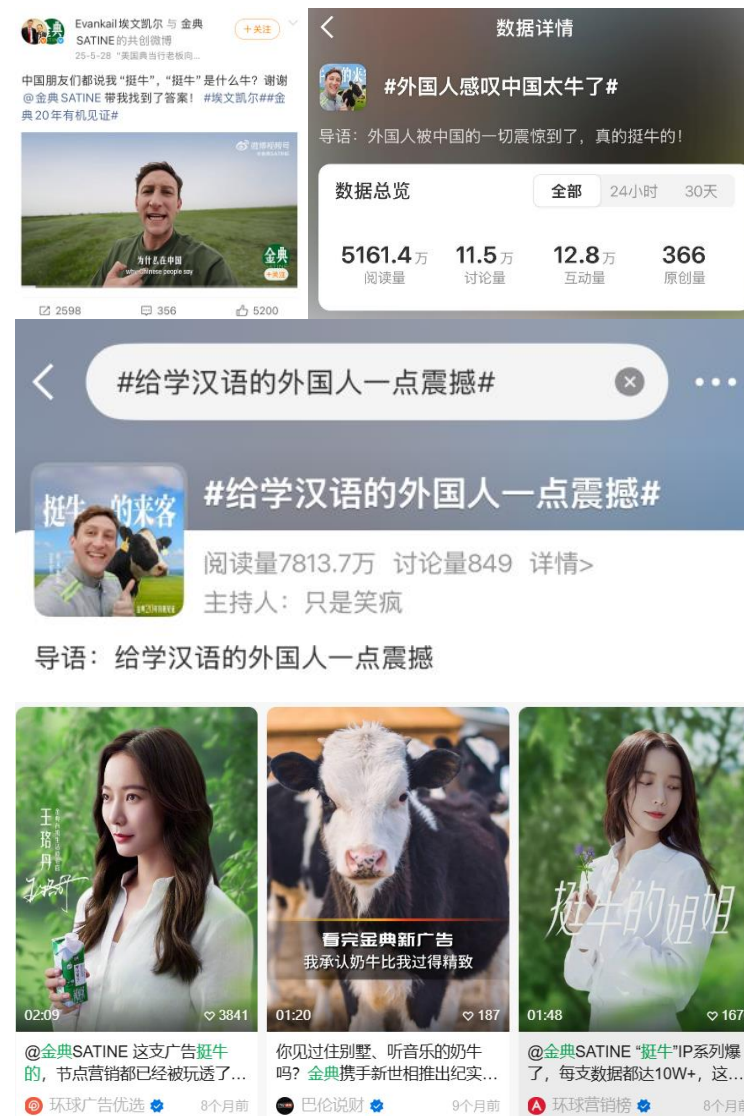 Evankail埃文凯尔 与 金典
SATINE的共创微博
25-5-28 “美国典当行老板向...
+关注
中国朋友们都说我“挺牛”，“挺牛”是什么牛？谢谢
@金典SATINE 带我找到了答案！ #埃文凯尔##金
典20年有机见证#
微博视频号
为什么在中国
why Chinese people say
金典
+关注
2598
356
5200
数据详情
#外国人感叹中国太牛了#
导语：外国人被中国的一切震惊到了，真的挺牛的！
数据总览
全部 24小时 30天
5161.4万 11.5万 12.8万 366
阅读量 讨论量 互动量 原创量
#给学汉语的外国人一点震撼#
挺牛的来客
#给学汉语的外国人一点震撼#
阅读量7813.7万 讨论量849 详情>
主持人：只是笑疯
导语：给学汉语的外国人一点震撼
王珞丹
02:09
3841
@金典SATINE 这支广告挺牛
的，节点营销都已经被玩透了...
环球广告优选 8个月前
看完金典新广告
我承认奶牛比我过得精致
01:20
187
你见过住别墅、听音乐的奶牛
吗？金典携手新世相推出纪实...
巴伦说财 9个月前
挺牛的姐姐
01:48
167
@金典SATINE “挺牛”IP系列爆
了，每支数据都达10W+，这...
环球营销榜 8个月前